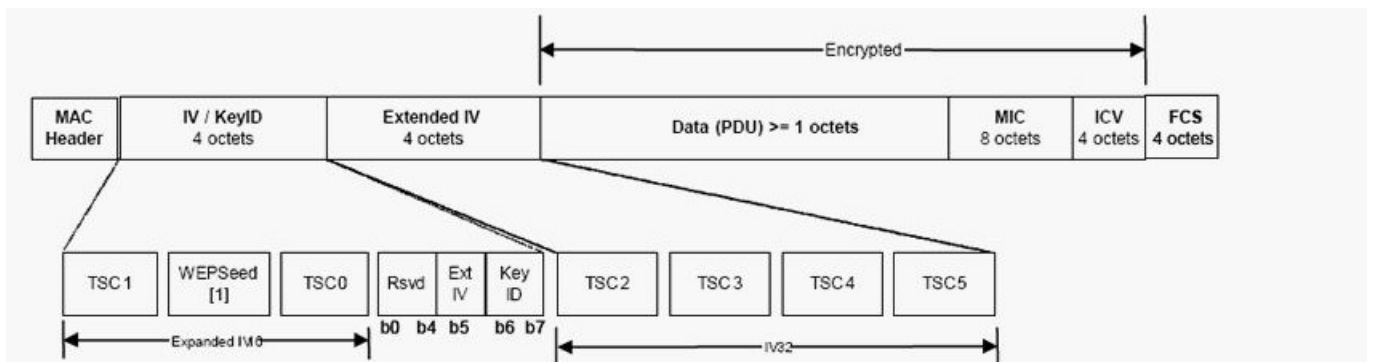 Encrypted
MAC
Header
IV / KeyID
4 octets
Extended IV
4 octets
Data (PDU) >= 1 octets
MIC
8 octets
ICV
4 octets
FCS
4 octets
TSC1
WEPSeed
[1]
TSC0
Rsvd
Ext
IV
Key
ID
TSC2
TSC3
TSC4
TSC5
b0 b4 b5 b6 b7
Expanded
IV32